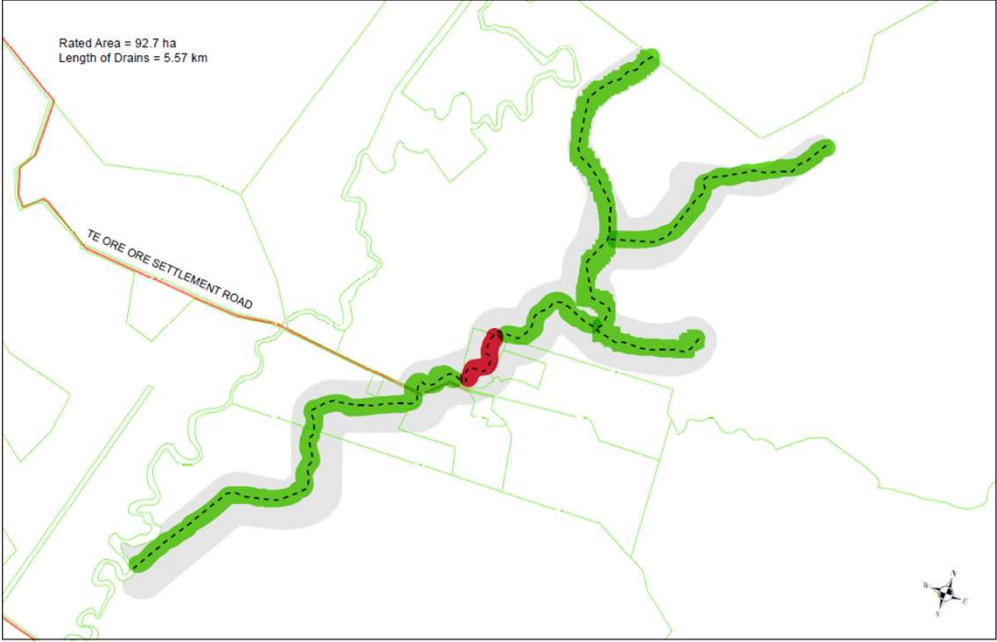 Rated Area = 92.7 ha
Length of Drains = 5.57 km
TE ORE ORE SETTLEMENT ROAD
N
W
E
S